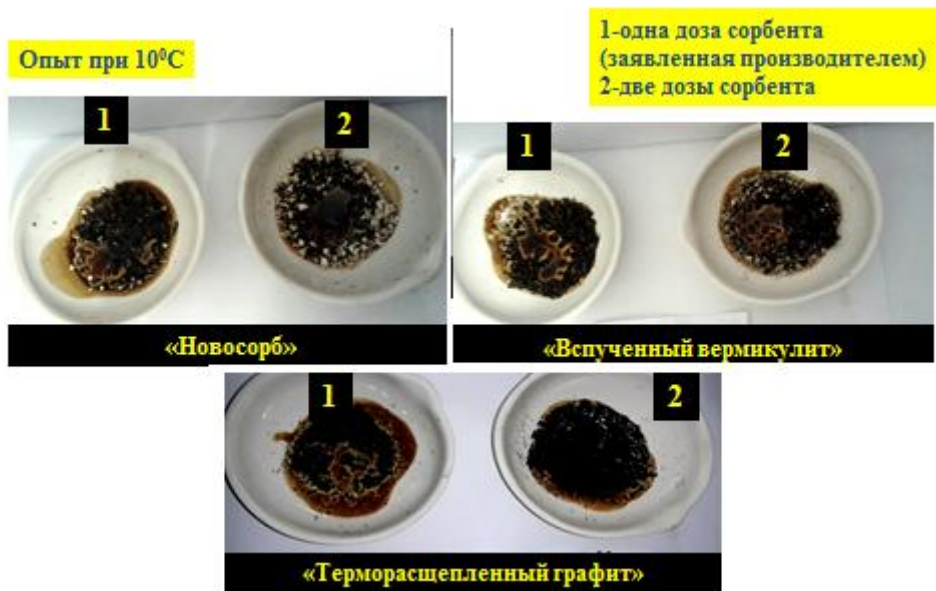 Опыт при 10⁰С
1-одна доза сорбента
(заявленная производителем)
2-две дозы сорбента
1
2
1
2
«Новосорб»
«Вспученный вермикулит»
1
2
«Терморасщепленный графит»